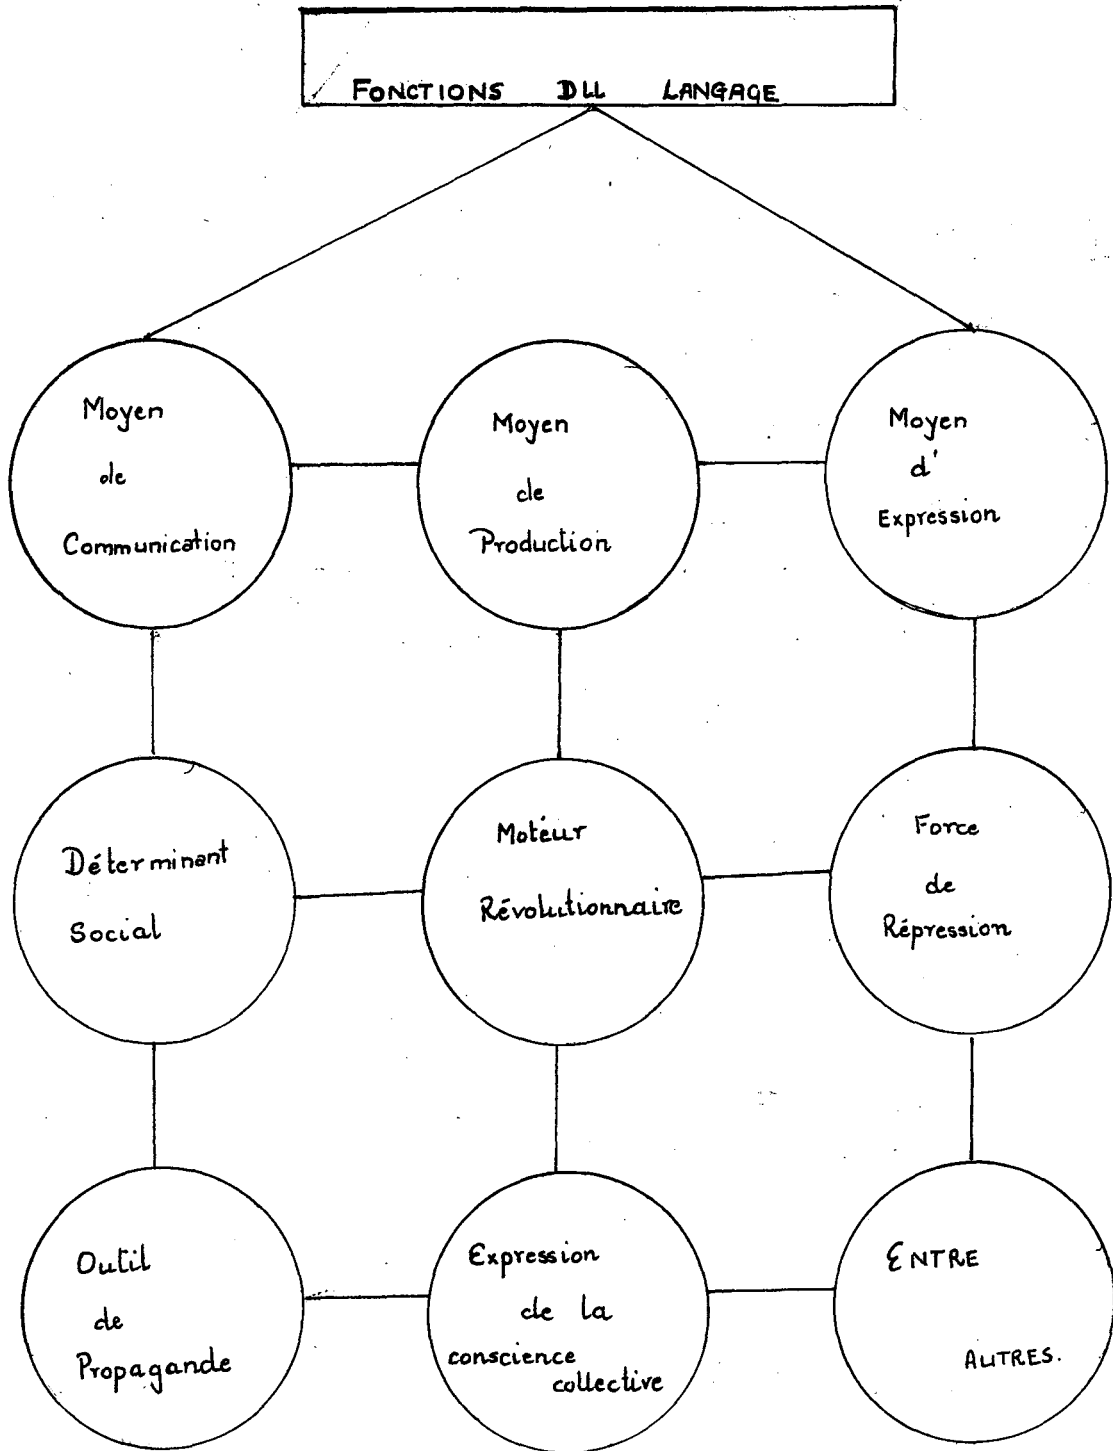 FONCTIONS DU LANGAGE
Moyen
de
Communication
Moyen
de
Production
Moyen
d'
Expression
Déterminant
Social
Motéur
Révolutionnaire
Force
de
Répression
Outil
de
Propagande
Expression
de la
conscience
collective
ENTRE
AUTRES.